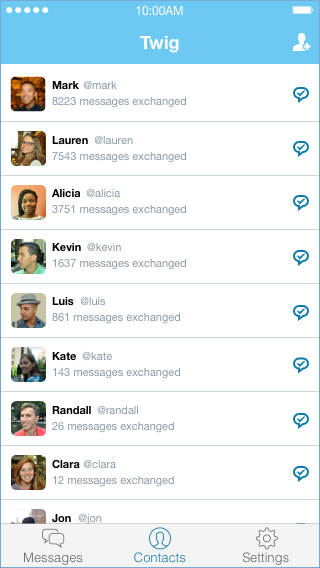 10:00AM
Twig
Mark @mark
8223 messages exchanged
Lauren @lauren
7543 messages exchanged
Alicia @alicia
3751 messages exchanged
Kevin @kevin
1637 messages exchanged
Luis @luis
861 messages exchanged
Kate @kate
143 messages exchanged
Randall @randall
26 messages exchanged
Clara @clara
12 messages exchanged
Jon @jon
Messages Contacts Settings